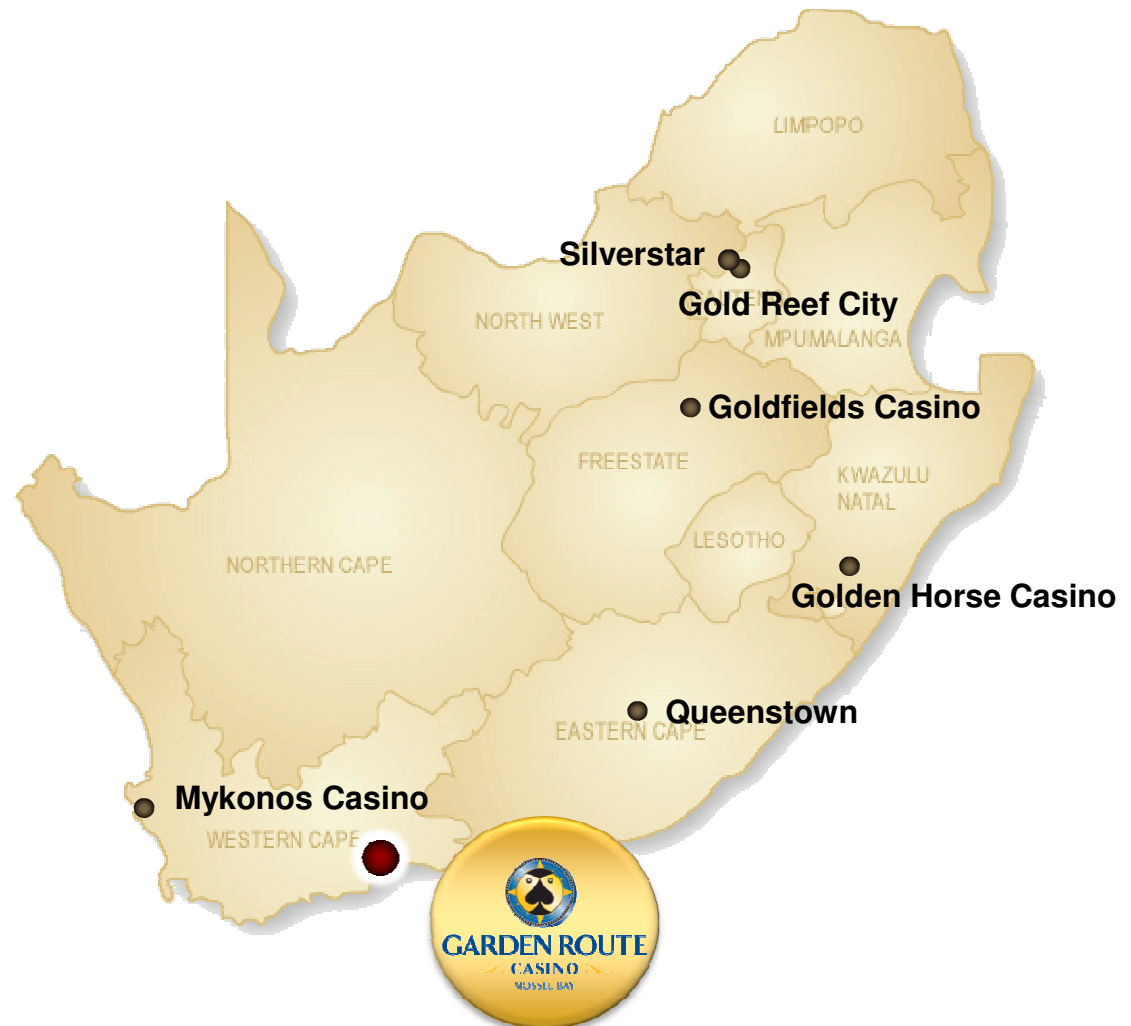 LIMPOPO
Silverstar
GAUTENG
Gold Reef City
NORTH WEST
MPUMALANGA
Goldfields Casino
FREESTATE
KWAZULU
NATAL
LESOTHO
NORTHERN CAPE
Golden Horse Casino
Queenstown
EASTERN CAPE
Mykonos Casino
WESTERN CAPE
GARDEN ROUTE
CASINO
MOSSEL BAY